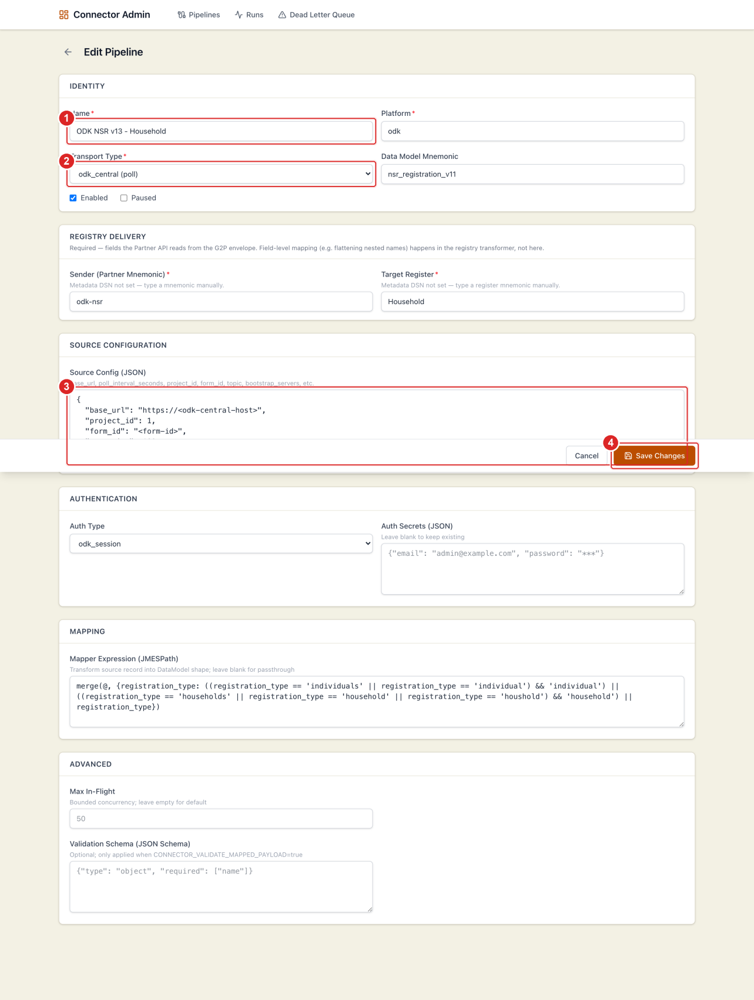 Connector Admin
Pipelines
Runs
Dead Letter Queue
Edit Pipeline
IDENTITY
1
ame *
ODK NSR v13 - Household
Platform *
odk
2
Transport Type *
odk_central (poll)
Data Model Mnemonic
nsr_registration_v11
Enabled
Paused
REGISTRY DELIVERY
Required — fields the Partner API reads from the G2P envelope. Field-level mapping (e.g. flattening nested names) happens in the registry transformer, not here.
Sender (Partner Mnemonic) *
Metadata DSN not set — type a mnemonic manually.
odk-nsr
Target Register *
Metadata DSN not set — type a register mnemonic manually.
Household
SOURCE CONFIGURATION
Source Config (JSON)
3
ase_url, poll_interval_seconds, project_id, form_id, topic, bootstrap_servers, etc.
{
"base_url": "https://<odk-central-host>",
"project_id": 1,
"form_id": "<form-id>",
4
Cancel
Save Changes
AUTHENTICATION
Auth Type
odk_session
Auth Secrets (JSON)
Leave blank to keep existing
{"email": "admin@example.com", "password": "***"}
MAPPING
Mapper Expression (JMESPath)
Transform source record into DataModel shape; leave blank for passthrough
merge(@, {registration_type: ((registration_type == 'individuals' || registration_type == 'individual') && 'individual') ||
((registration_type == 'households' || registration_type == 'household' || registration_type == 'houshold') && 'household') ||
registration_type})
ADVANCED
Max In-Flight
Bounded concurrency; leave empty for default
50
Validation Schema (JSON Schema)
Optional; only applied when CONNECTOR_VALIDATE_MAPPED_PAYLOAD=true
{"type": "object", "required": ["name"]}